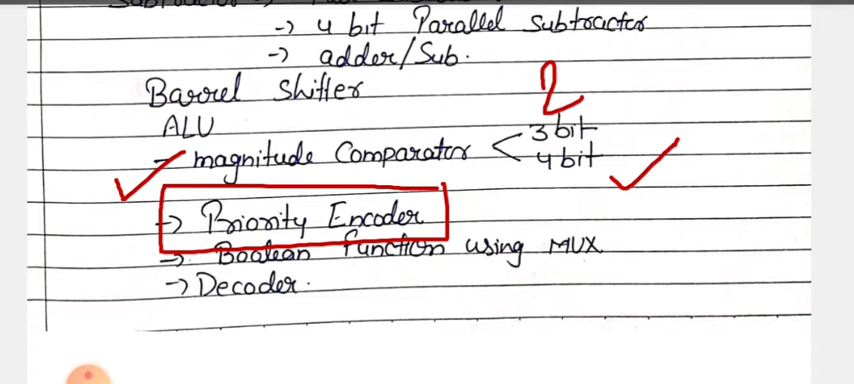 -> 4 bit Parallel Subtractor
-> adder/Sub.
Barrel Shifter
ALU
2
- magnitude Comparator < 3 bit
4 bit
-> Priority Encoder
-> Boolean function using MUX
-> Decoder.